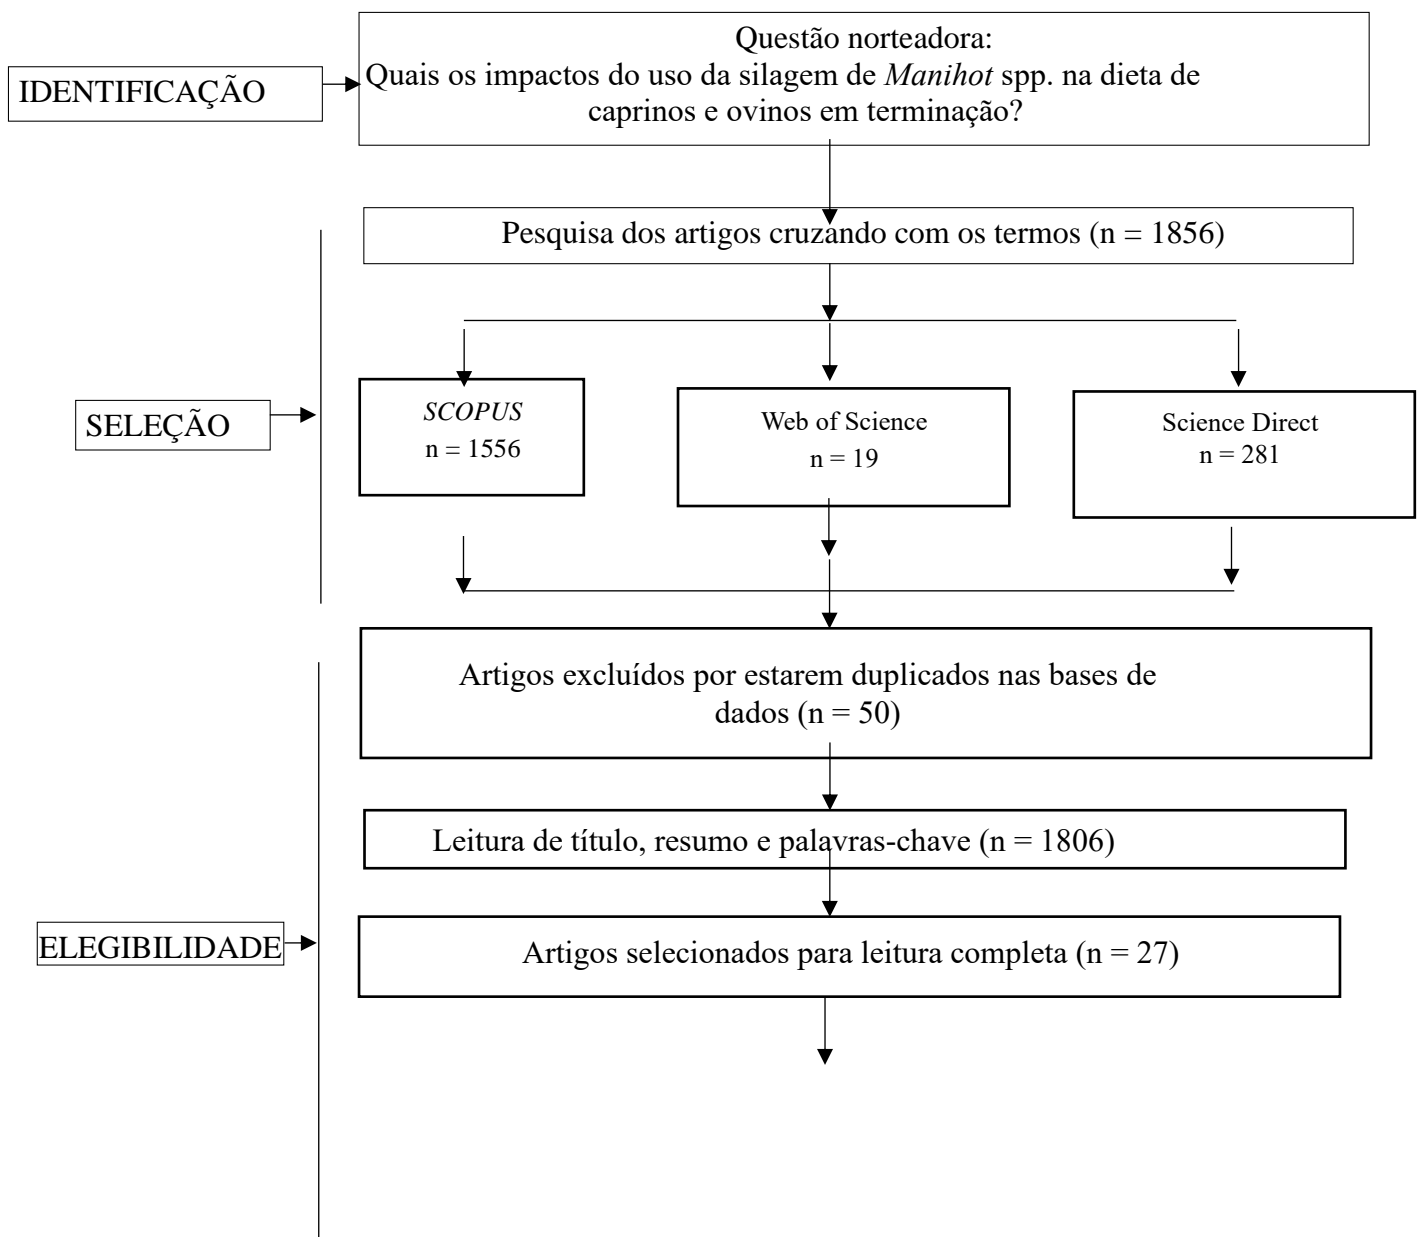 Questão norteadora:
IDENTIFICAÇÃO
Quais os impactos do uso da silagem de Manihot spp. na dieta de
caprinos e ovinos em terminação?
Pesquisa dos artigos cruzando com os termos (n = 1856)
SELEÇÃO
SCOPUS
n = 1556
Web of Science
n = 19
Science Direct
n = 281
Artigos excluídos por estarem duplicados nas bases de
dados (n = 50)
Leitura de título, resumo e palavras-chave (n = 1806)
ELEGIBILIDADE
Artigos selecionados para leitura completa (n = 27)